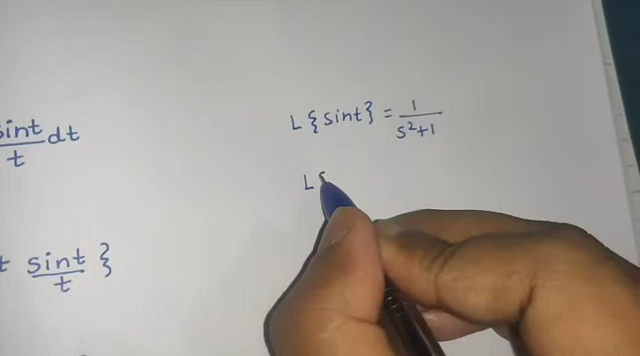 L{sint} = 1/(s²+1)
sint/t dt
L
t sint/t }